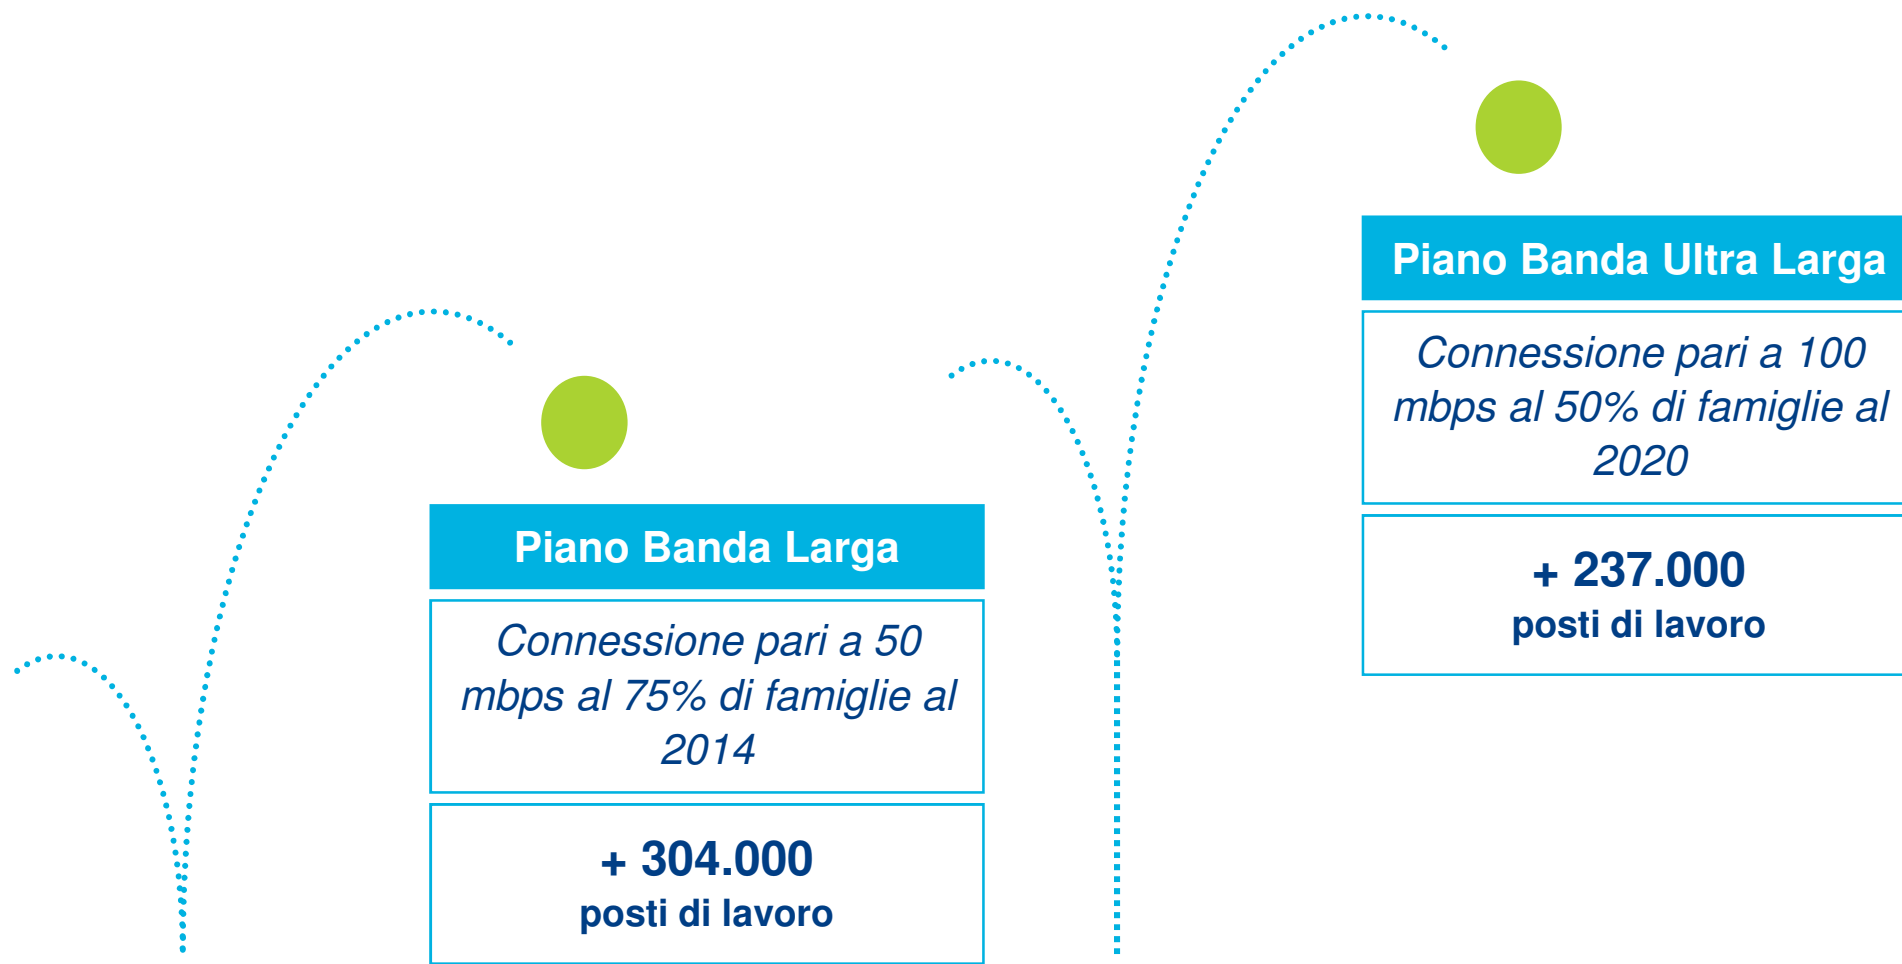 Piano Banda Larga
Connessione pari a 50
mbps al 75% di famiglie al
2014
+ 304.000
posti di lavoro
Piano Banda Ultra Larga
Connessione pari a 100
mbps al 50% di famiglie al
2020
+ 237.000
posti di lavoro